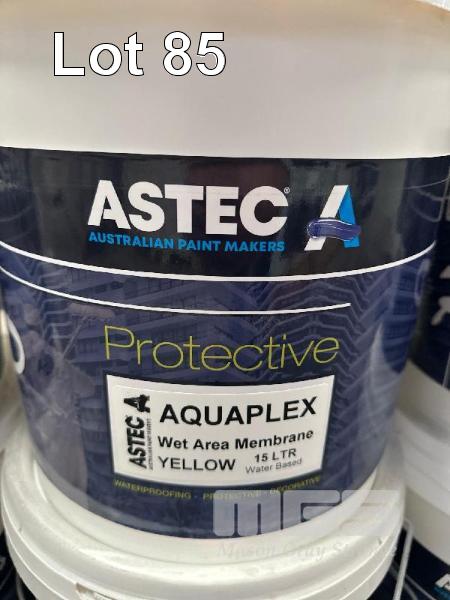 Lot 85
ASTEC®
AUSTRALIAN PAINT MAKERS
Protective
ASTEC
AQUAPLEX
Wet Area Membrane
YELLOW 15 LTR
Water Based
WATERPROOFING - PROTECTIVE - DECORATIVE
MGS